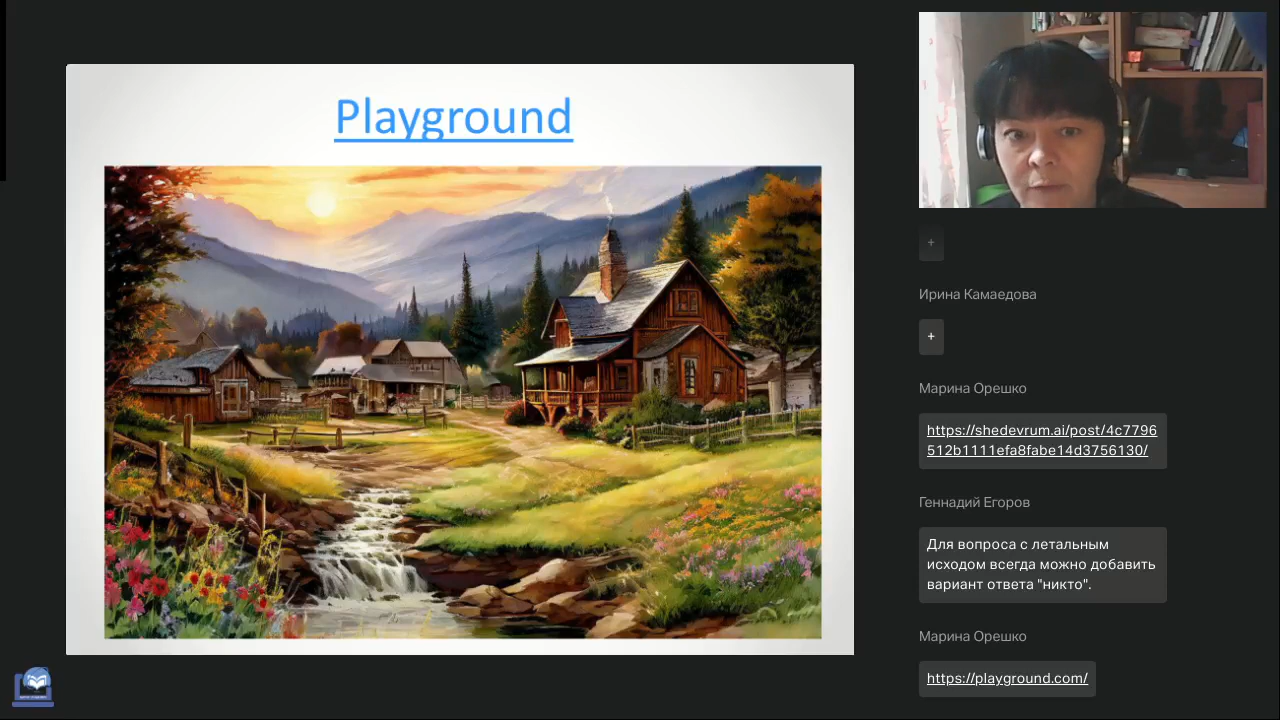 Playground
+
Ирина Камаедова
+
Марина Орешко
https://shedevrum.ai/post/4c7796
512b1111efa8fabe14d3756130/
Геннадий Егоров
Для вопроса с летальным
исходом всегда можно добавить
вариант ответа "никто".
Марина Орешко
https://playground.com/